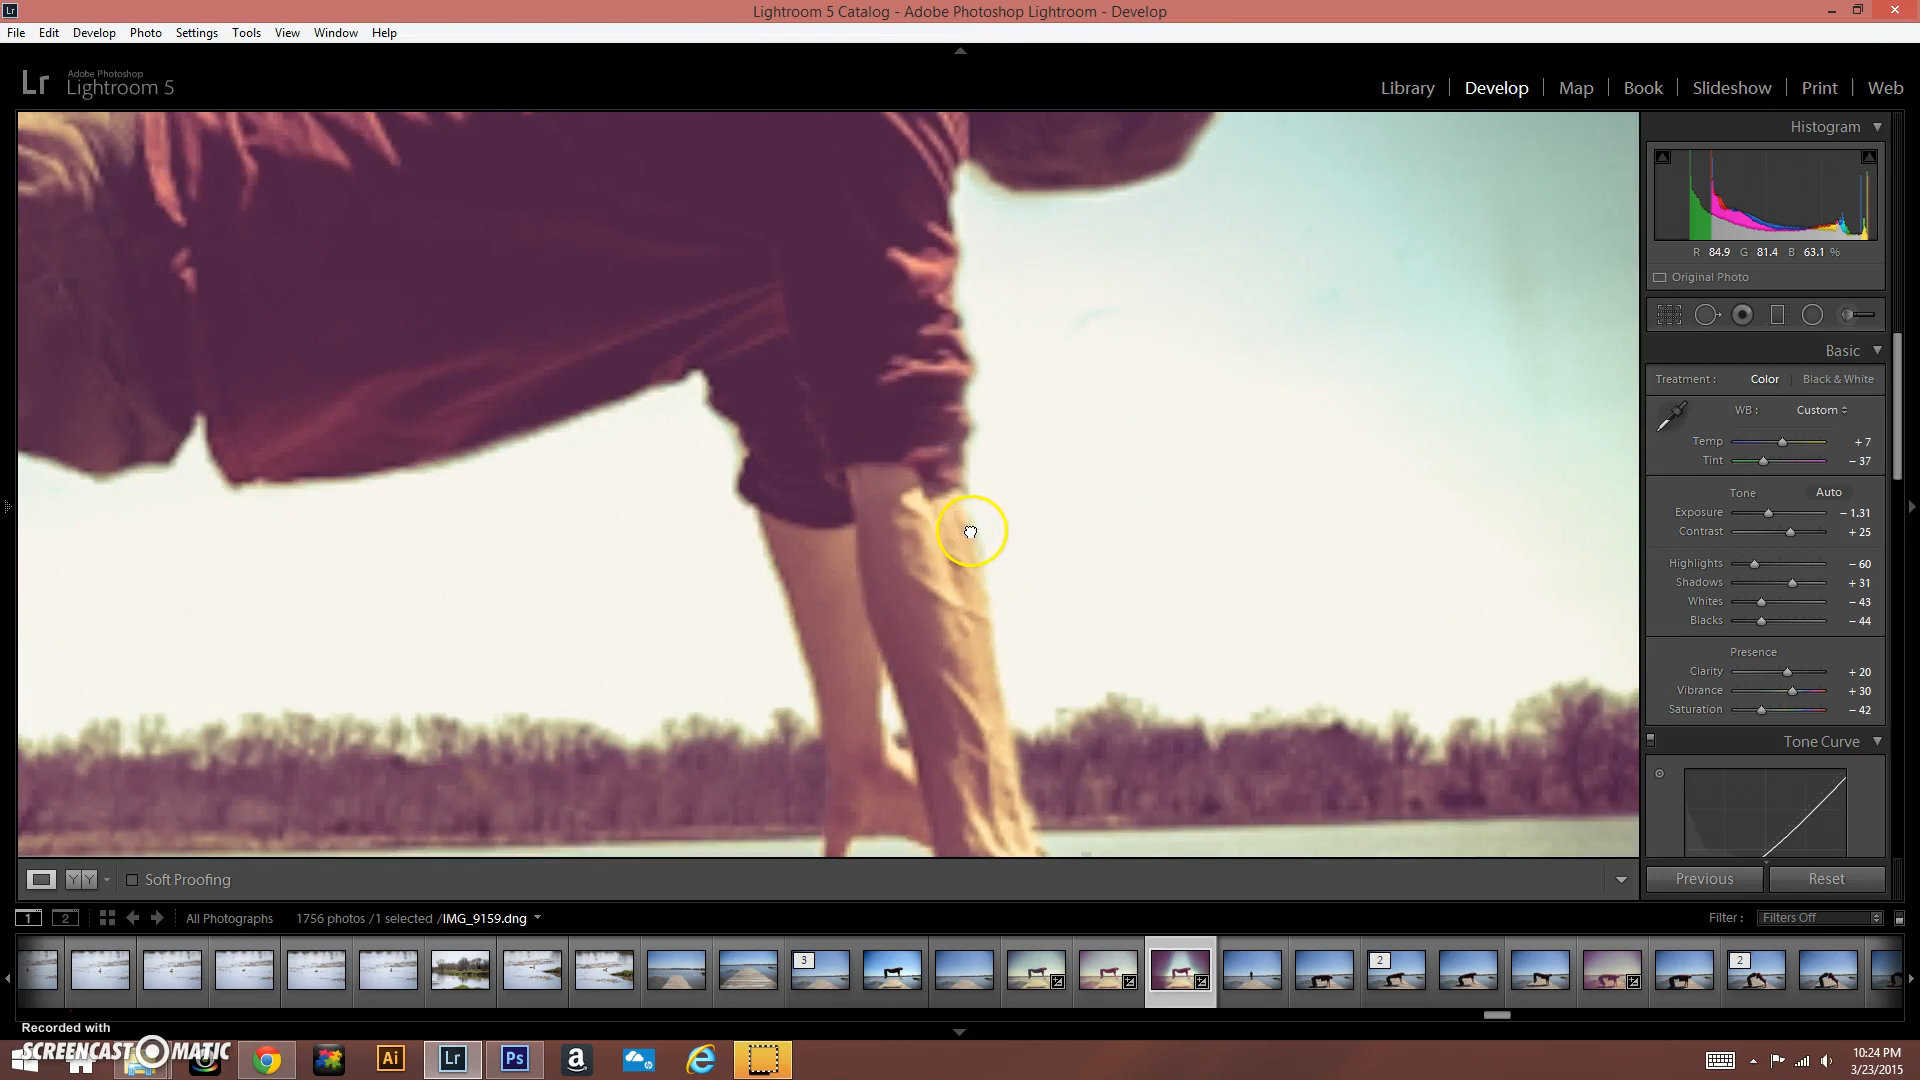 Lr Lightroom 5 Catalog - Adobe Photoshop Lightroom - Develop
File Edit Develop Photo Settings Tools View Window Help
Lr Adobe Photoshop
Lightroom 5
Library Develop Map Book Slideshow Print Web
Histogram
R 84.9 G 81.4 B 63.1 %
Original Photo
Basic
Treatment : Color Black & White
WB : Custom
Temp + 7
Tint – 37
Tone Auto
Exposure – 1.31
Contrast + 25
Highlights – 60
Shadows + 31
Whites – 43
Blacks – 44
Presence
Clarity + 20
Vibrance + 30
Saturation – 42
Tone Curve
YY Soft Proofing
Previous Reset
1 2 All Photographs 1756 photos /1 selected /IMG_9159.dng Filter : Filters Off
3 2 2
Recorded with
SCREENCAST-O-MATIC
Ai Lr Ps a
10:24 PM
3/23/2015